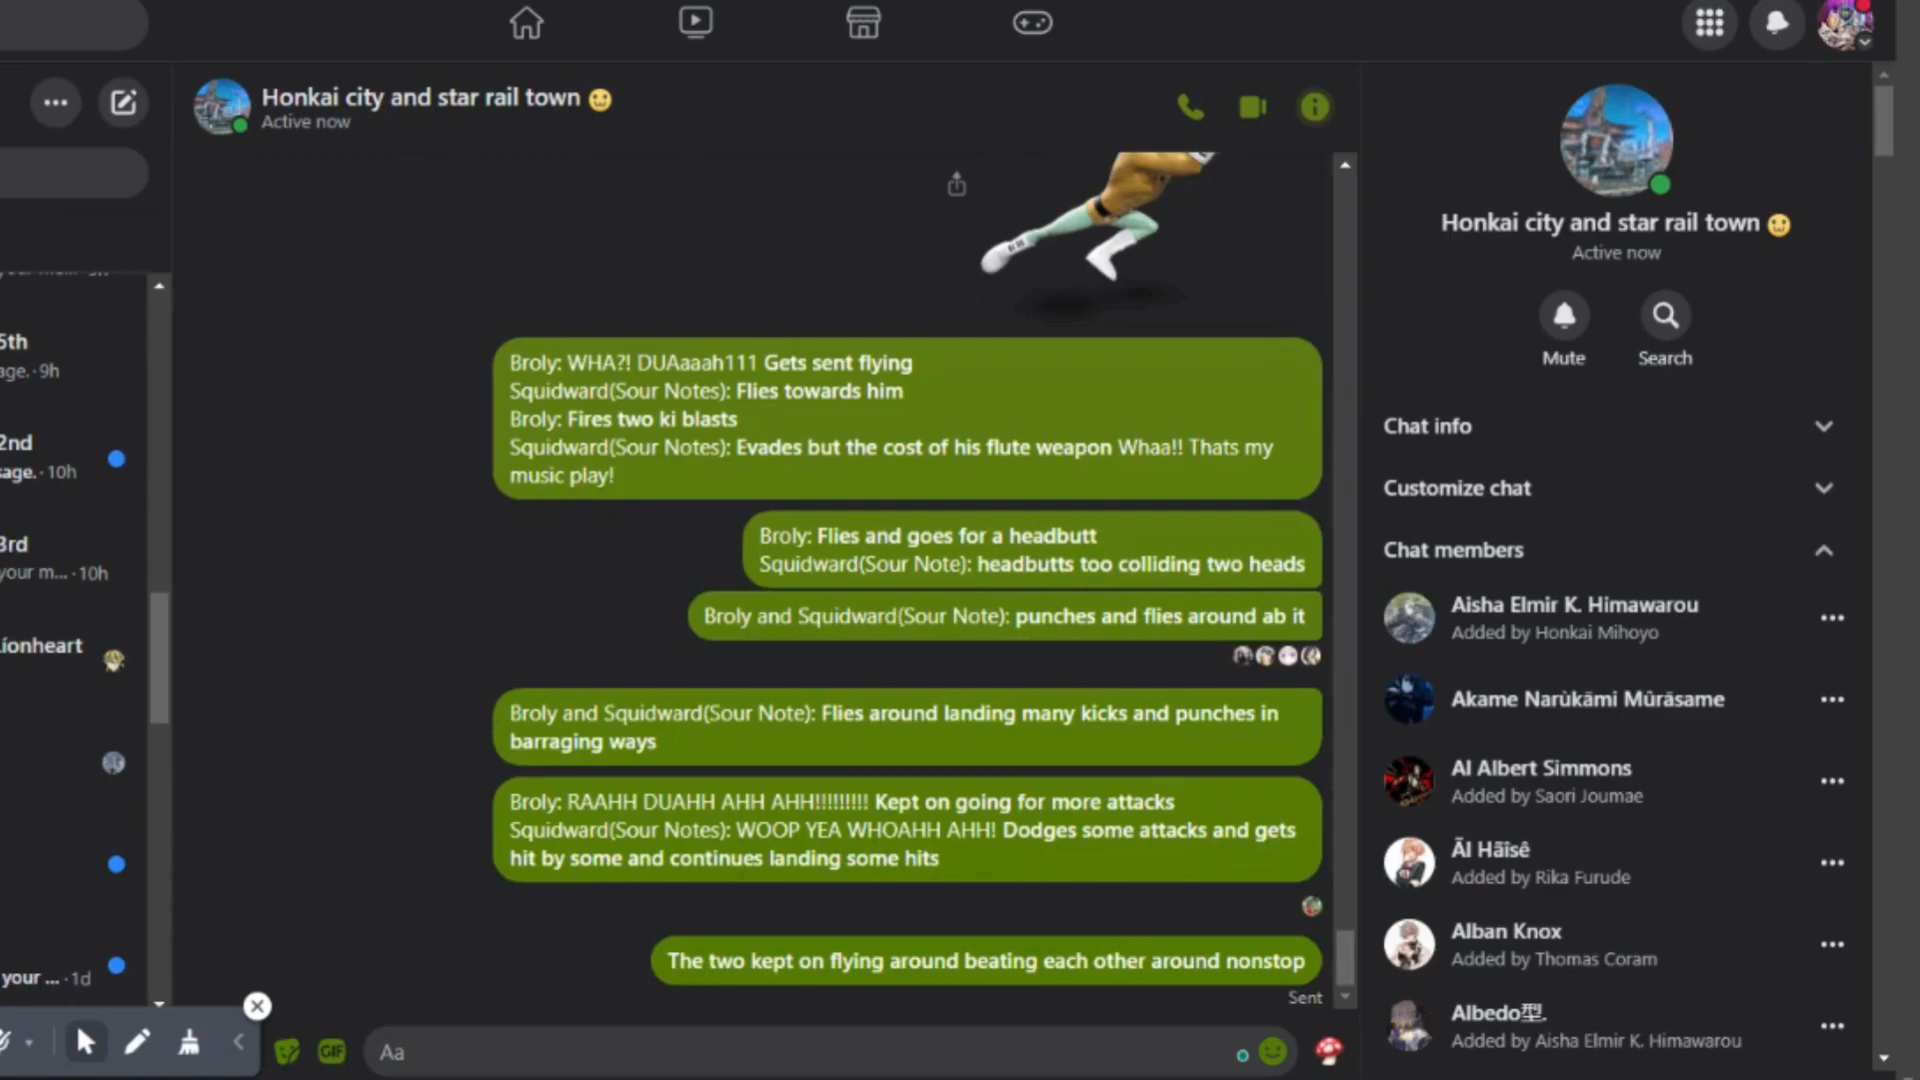 Honkai city and star rail town
Active now
5th
age. · 9h
2nd
sage. · 10h
3rd
your m... · 10h
ionheart
your ... · 1d
Broly: WHA?! DUAaaah111 Gets sent flying
Squidward(Sour Notes): Flies towards him
Broly: Fires two ki blasts
Squidward(Sour Notes): Evades but the cost of his flute weapon Whaa!! Thats my
music play!
Broly: Flies and goes for a headbutt
Squidward(Sour Note): headbutts too colliding two heads
Broly and Squidward(Sour Note): punches and flies around ab it
Broly and Squidward(Sour Note): Flies around landing many kicks and punches in
barraging ways
Broly: RAAHH DUAHH AHH AHH!!!!!!!!! Kept on going for more attacks
Squidward(Sour Notes): WOOP YEA WHOAHH AHH! Dodges some attacks and gets
hit by some and continues landing some hits
The two kept on flying around beating each other around nonstop
Sent
GIF
Aa
Honkai city and star rail town
Active now
Mute
Search
Chat info
Customize chat
Chat members
Aisha Elmir K. Himawarou
Added by Honkai Mihoyo
Akame Narùkāmi Mûrāsame
Al Albert Simmons
Added by Saori Joumae
Āl Hãîsê
Added by Rika Furude
Alban Knox
Added by Thomas Coram
Albedo型.
Added by Aisha Elmir K. Himawarou